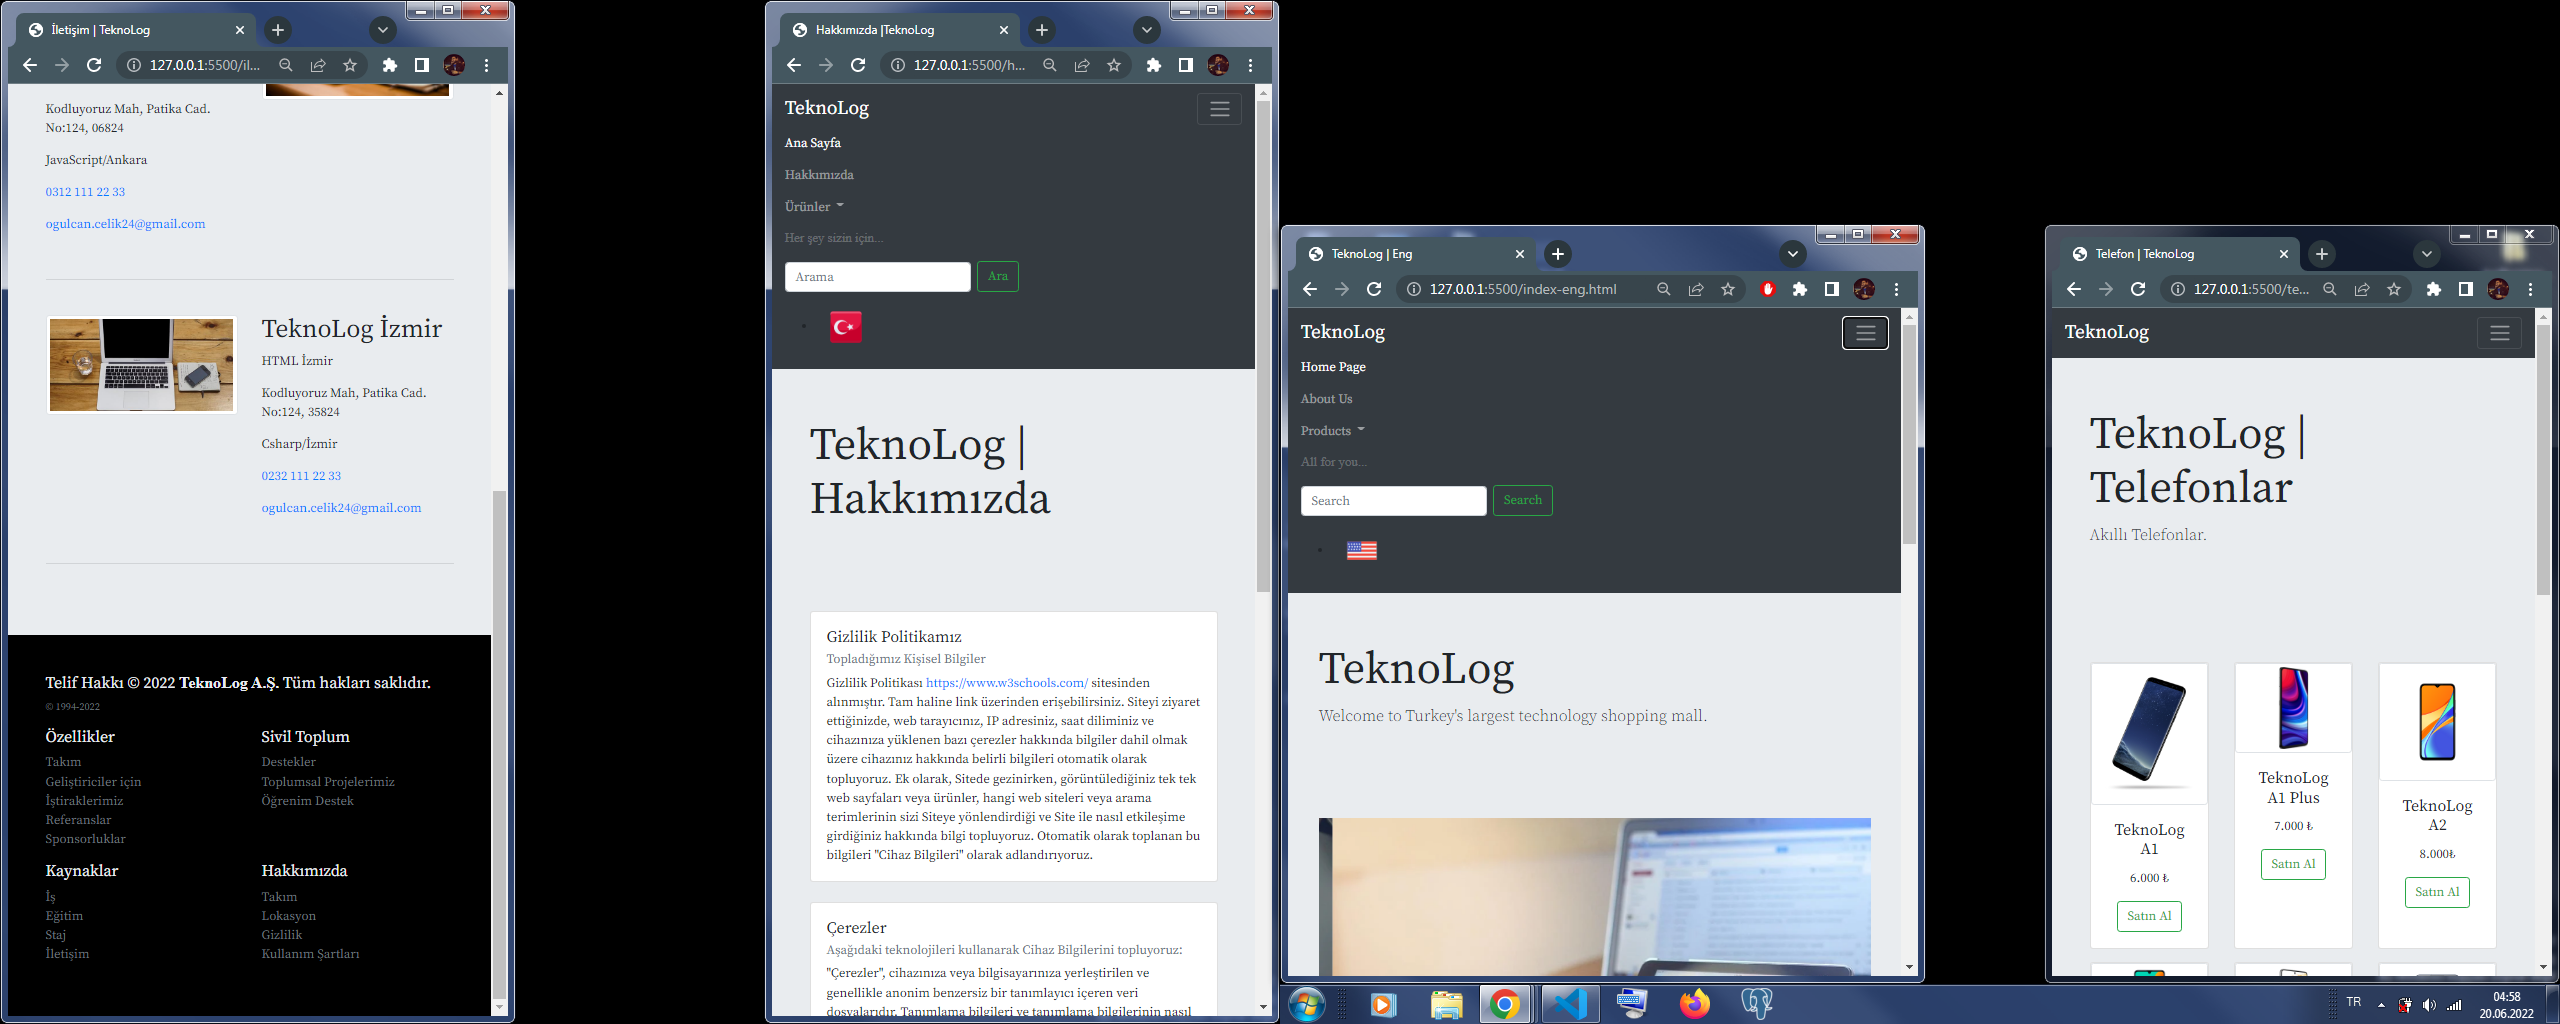 İletişim | TeknoLog
127.0.0.1:5500/il...
Kodluyoruz Mah, Patika Cad.
No:124, 06824
JavaScript/Ankara
0312 111 22 33
ogulcan.celik24@gmail.com
TeknoLog İzmir
HTML İzmir
Kodluyoruz Mah, Patika Cad.
No:124, 35824
Csharp/İzmir
0232 111 22 33
ogulcan.celik24@gmail.com
Telif Hakkı © 2022 TeknoLog A.Ş. Tüm hakları saklıdır.
© 1994-2022
Özellikler
Takım
Geliştiriciler için
İştiraklerimiz
Referanslar
Sponsorluklar
Sivil Toplum
Destekler
Toplumsal Projelerimiz
Öğrenim Destek
Kaynaklar
İş
Eğitim
Staj
İletişim
Hakkımızda
Takım
Lokasyon
Gizlilik
Kullanım Şartları
Hakkımızda |TeknoLog
127.0.0.1:5500/h...
TeknoLog
Ana Sayfa
Hakkımızda
Ürünler
Her şey sizin için...
Arama
Ara
TeknoLog |
Hakkımızda
Gizlilik Politikamız
Topladığımız Kişisel Bilgiler
Gizlilik Politikası https://www.w3schools.com/ sitesinden
alınmıştır. Tam haline link üzerinden erişebilirsiniz. Siteyi ziyaret
ettiğinizde, web tarayıcınız, IP adresiniz, saat diliminiz ve
cihazınıza yüklenen bazı çerezler hakkında bilgiler dahil olmak
üzere cihazınız hakkında belirli bilgileri otomatik olarak
topluyoruz. Ek olarak, Sitede gezinirken, görüntülediğiniz tek tek
web sayfaları veya ürünler, hangi web siteleri veya arama
terimlerinin sizi Siteye yönlendirdiği ve Site ile nasıl etkileşime
girdiğiniz hakkında bilgi topluyoruz. Otomatik olarak toplanan bu
bilgileri "Cihaz Bilgileri" olarak adlandırıyoruz.
Çerezler
Aşağıdaki teknolojileri kullanarak Cihaz Bilgilerini topluyoruz:
"Çerezler", cihazınıza veya bilgisayarınıza yerleştirilen ve
genellikle anonim benzersiz bir tanımlayıcı içeren veri
dosyalarıdır. Tanımlama bilgileri ve tanımlama bilgilerinin nasıl
TeknoLog | Eng
127.0.0.1:5500/index-eng.html
TeknoLog
Home Page
About Us
Products
All for you...
Search
Search
TeknoLog
Welcome to Turkey's largest technology shopping mall.
Telefon | TeknoLog
127.0.0.1:5500/te...
TeknoLog
TeknoLog |
Telefonlar
Akıllı Telefonlar.
TeknoLog
A1
6.000 ₺
Satın Al
TeknoLog
A1 Plus
7.000 ₺
Satın Al
TeknoLog
A2
8.000₺
Satın Al
TR
04:58
20.06.2022